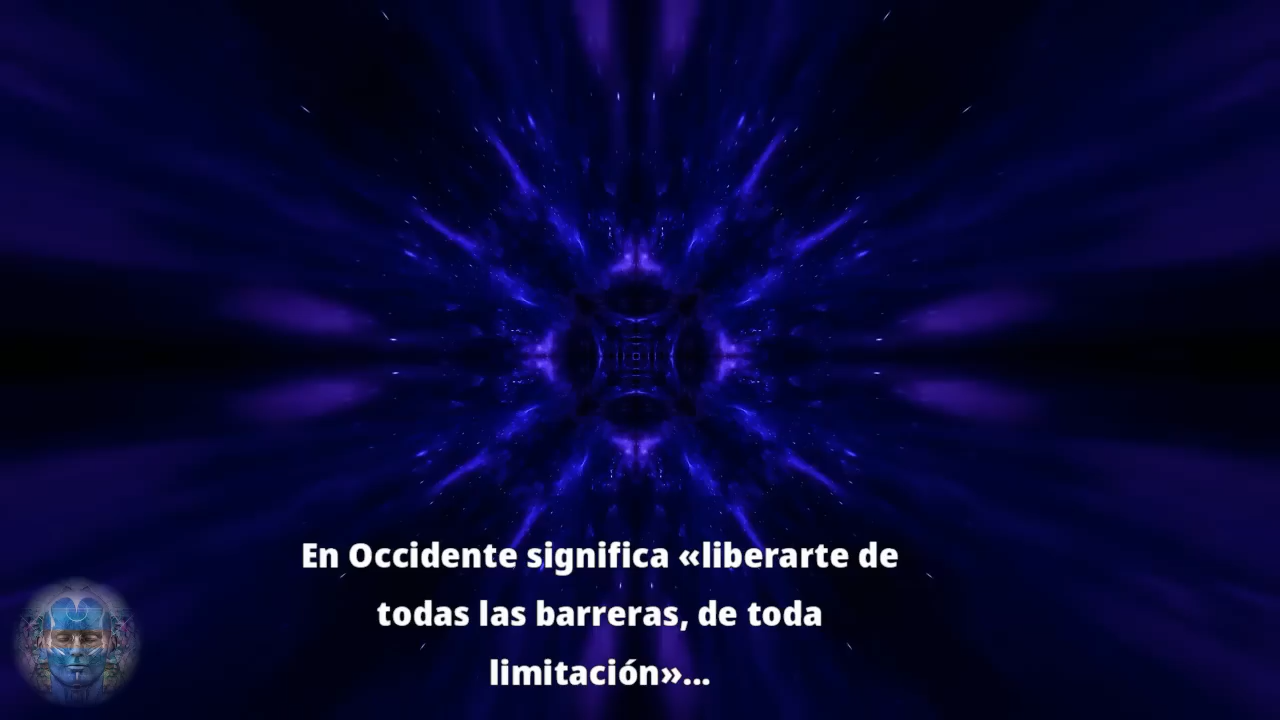 En Occidente significa «liberarte de
todas las barreras, de toda
limitación»...